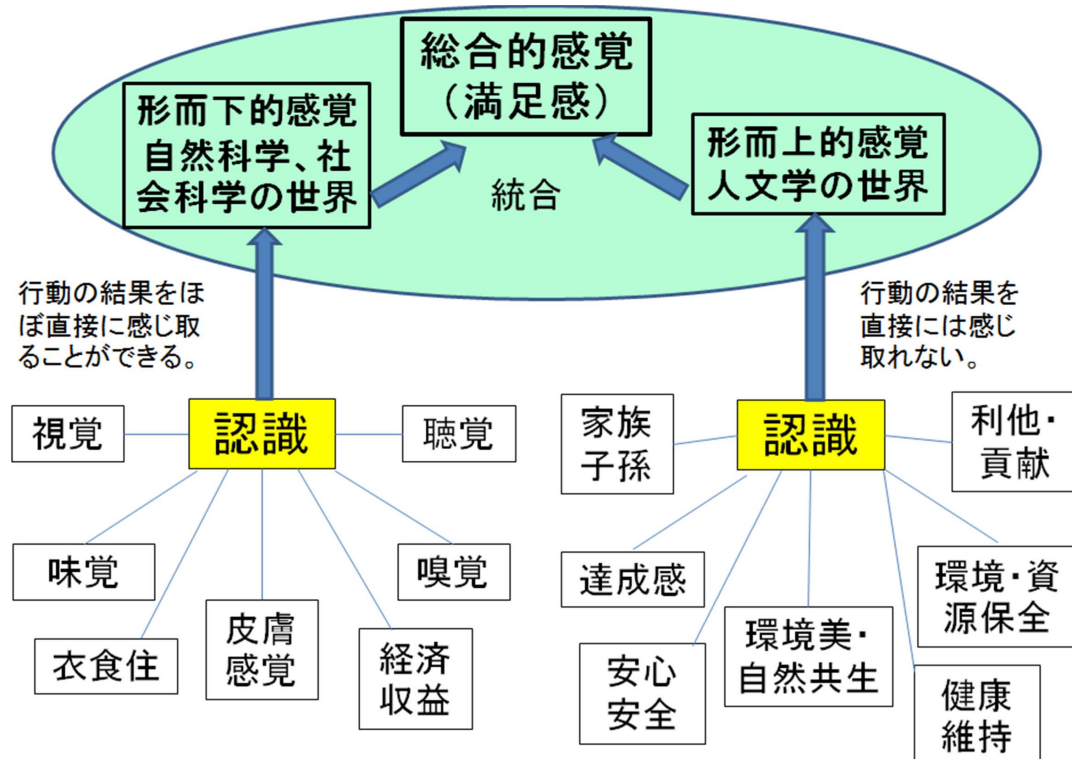 総合的感覚
（満足感）
形而下的感覚
自然科学、社
会科学の世界
形而上的感覚
人文学の世界
統合
行動の結果をほ
ぼ直接に感じ取
ることができる。
行動の結果を
直接には感じ
取れない。
視覚
認識
聴覚
味覚
嗅覚
衣食住
皮膚
感覚
経済
収益
家族
子孫
認識
利他・
貢献
達成感
環境・資
源保全
安心
安全
環境美・
自然共生
健康
維持